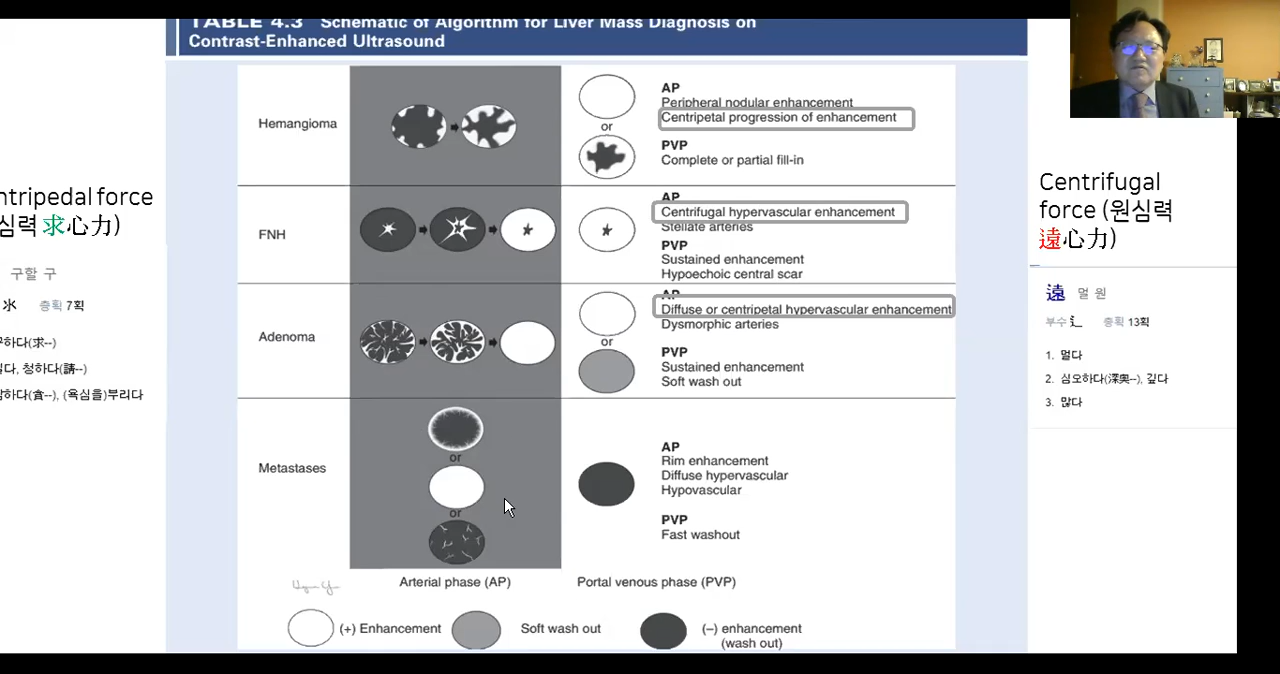 TABLE 4.3 Schematic of Algorithm for Liver Mass Diagnosis on
Contrast-Enhanced Ultrasound
ntripedal force
심력 求心力)
구할 구
水 총획 7획
하다(求--)
다, 청하다(請--)
하다(貪--), (욕심을)부리다
Hemangioma
or
AP
Peripheral nodular enhancement
Centripetal progression of enhancement
PVP
Complete or partial fill-in
FNH
AP
Centrifugal hypervascular enhancement
Stellate arteries
PVP
Sustained enhancement
Hypoechoic central scar
Adenoma
or
AP
Diffuse or centripetal hypervascular enhancement
Dysmorphic arteries
PVP
Sustained enhancement
Soft wash out
Metastases
or
or
AP
Rim enhancement
Diffuse hypervascular
Hypovascular
PVP
Fast washout
Arterial phase (AP)
Portal venous phase (PVP)
(+) Enhancement
Soft wash out
(–) enhancement
(wash out)
Centrifugal
force (원심력
遠心力)
遠 멀 원
부수 辶 총획 13획
1. 멀다
2. 심오하다(深奧--), 깊다
3. 많다